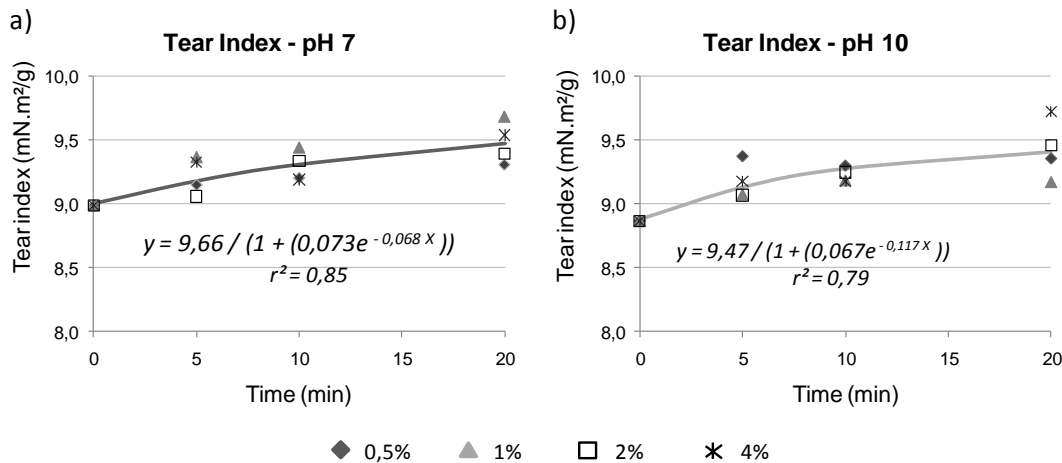 a)
Tear Index - pH 7
Tear index (mN.m²/g)
10,0
9,5
9,0
8,5
8,0
y = 9,66 / (1 + (0,073e - 0,068 X ))
r² = 0,85
0
5
10
15
20
Time (min)
b)
Tear Index - pH 10
Tear index (mN.m²/g)
10,0
9,5
9,0
8,5
8,0
y = 9,47 / (1 + (0,067e - 0,117 X ))
r² = 0,79
0
5
10
15
20
Time (min)
0,5% 1% 2% 4%